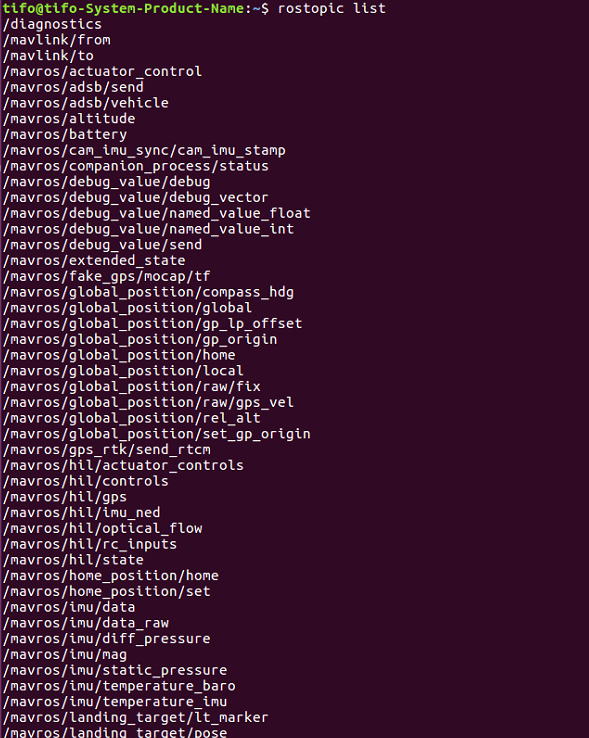 tifo@tifo-System-Product-Name:~$ rostopic list
/diagnostics
/mavlink/from
/mavlink/to
/mavros/actuator_control
/mavros/adsb/send
/mavros/adsb/vehicle
/mavros/altitude
/mavros/battery
/mavros/cam_imu_sync/cam_imu_stamp
/mavros/companion_process/status
/mavros/debug_value/debug
/mavros/debug_value/debug_vector
/mavros/debug_value/named_value_float
/mavros/debug_value/named_value_int
/mavros/debug_value/send
/mavros/extended_state
/mavros/fake_gps/mocap/tf
/mavros/global_position/compass_hdg
/mavros/global_position/global
/mavros/global_position/gp_lp_offset
/mavros/global_position/gp_origin
/mavros/global_position/home
/mavros/global_position/local
/mavros/global_position/raw/fix
/mavros/global_position/raw/gps_vel
/mavros/global_position/rel_alt
/mavros/global_position/set_gp_origin
/mavros/gps_rtk/send_rtcm
/mavros/hil/actuator_controls
/mavros/hil/controls
/mavros/hil/gps
/mavros/hil/imu_ned
/mavros/hil/optical_flow
/mavros/hil/rc_inputs
/mavros/hil/state
/mavros/home_position/home
/mavros/home_position/set
/mavros/imu/data
/mavros/imu/data_raw
/mavros/imu/diff_pressure
/mavros/imu/mag
/mavros/imu/static_pressure
/mavros/imu/temperature_baro
/mavros/imu/temperature_imu
/mavros/landing_target/lt_marker
/mavros/landing_target/pose